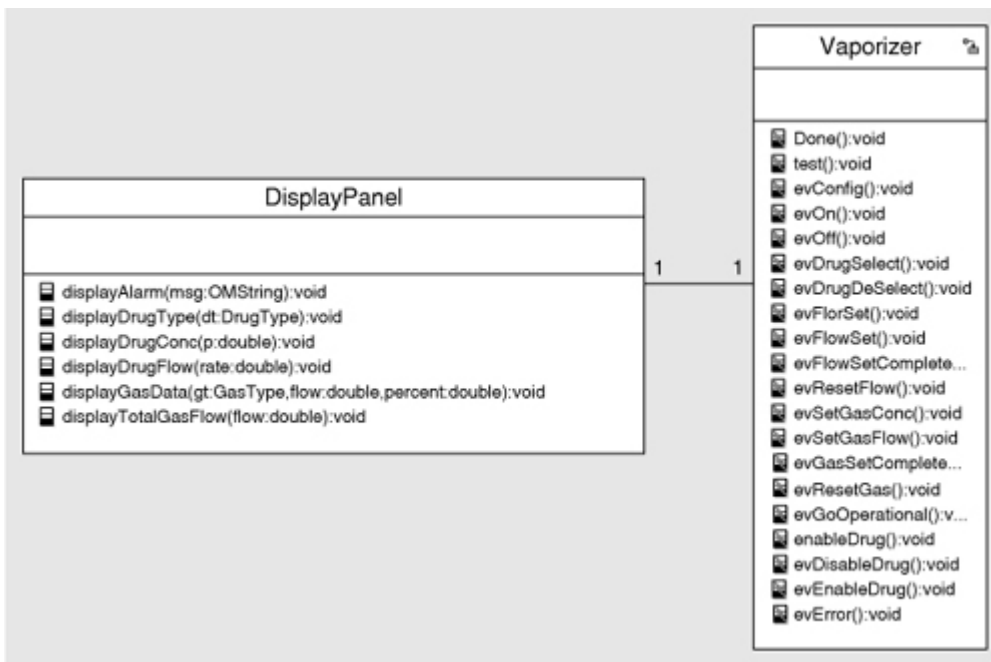 Vaporizer
Done():void
test():void
evConfig():void
evOn():void
evOff():void
evDrugSelect():void
evDrugDeSelect():void
evFlorSet():void
evFlowSet():void
evFlowSetComplete...
evResetFlow():void
evSetGasConc():void
evSetGasFlow():void
evGasSetComplete...
evResetGas():void
evGoOperational():v...
enableDrug():void
evDisableDrug():void
evEnableDrug():void
evError():void
DisplayPanel
displayAlarm(msg:OMString):void
displayDrugType(dt:DrugType):void
displayDrugConc(p:double):void
displayDrugFlow(rate:double):void
displayGasData(gt:GasType,flow:double,percent:double):void
displayTotalGasFlow(flow:double):void
1 1